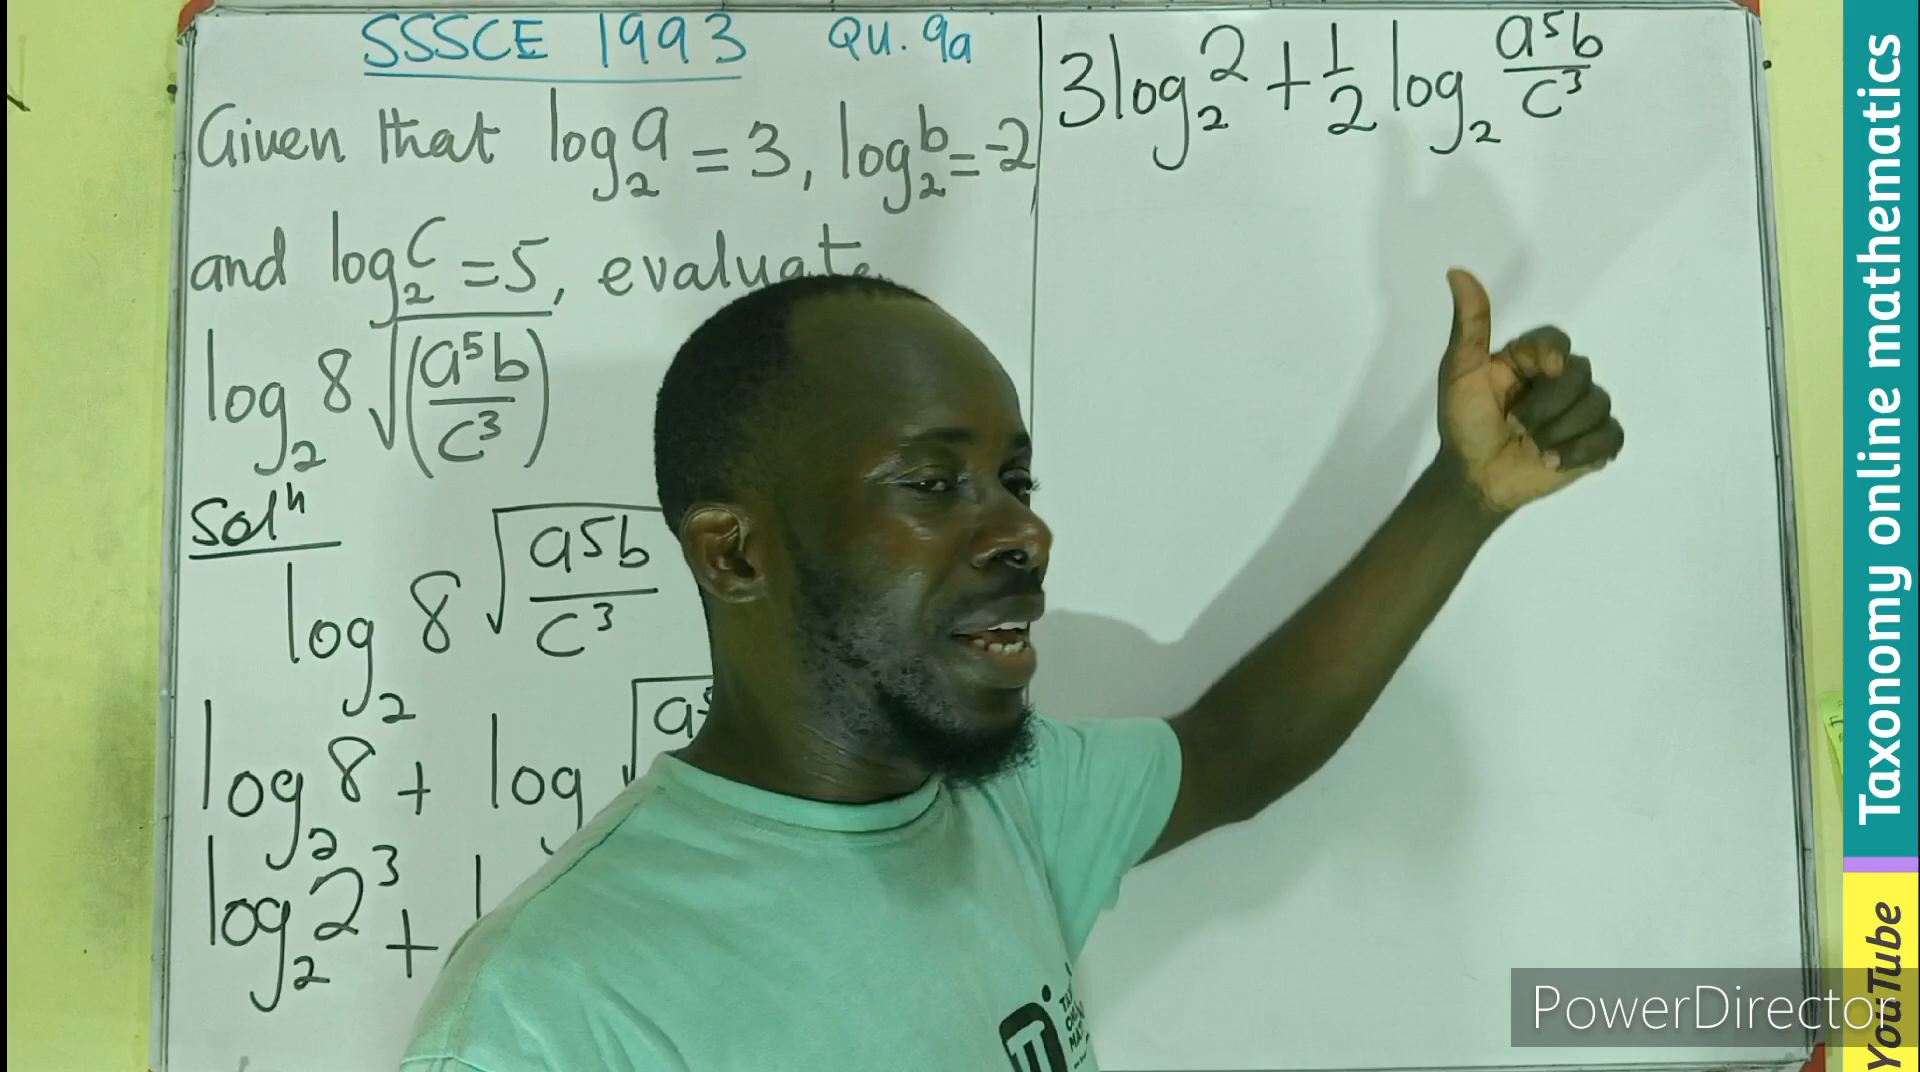 SSSCE 1993 QU. 9a
Given that log₂a = 3, log₂b = -2
and log₂c = 5, evaluate
log₂ 8√(a⁵b/c³)
Solⁿ
log₂ 8√a⁵b/c³
log₂8 + log √a⁵
log₂2³ +
3log₂2 + 1/2 log₂ a⁵b/c³
Taxonomy online mathematics
YouTube
PowerDirector